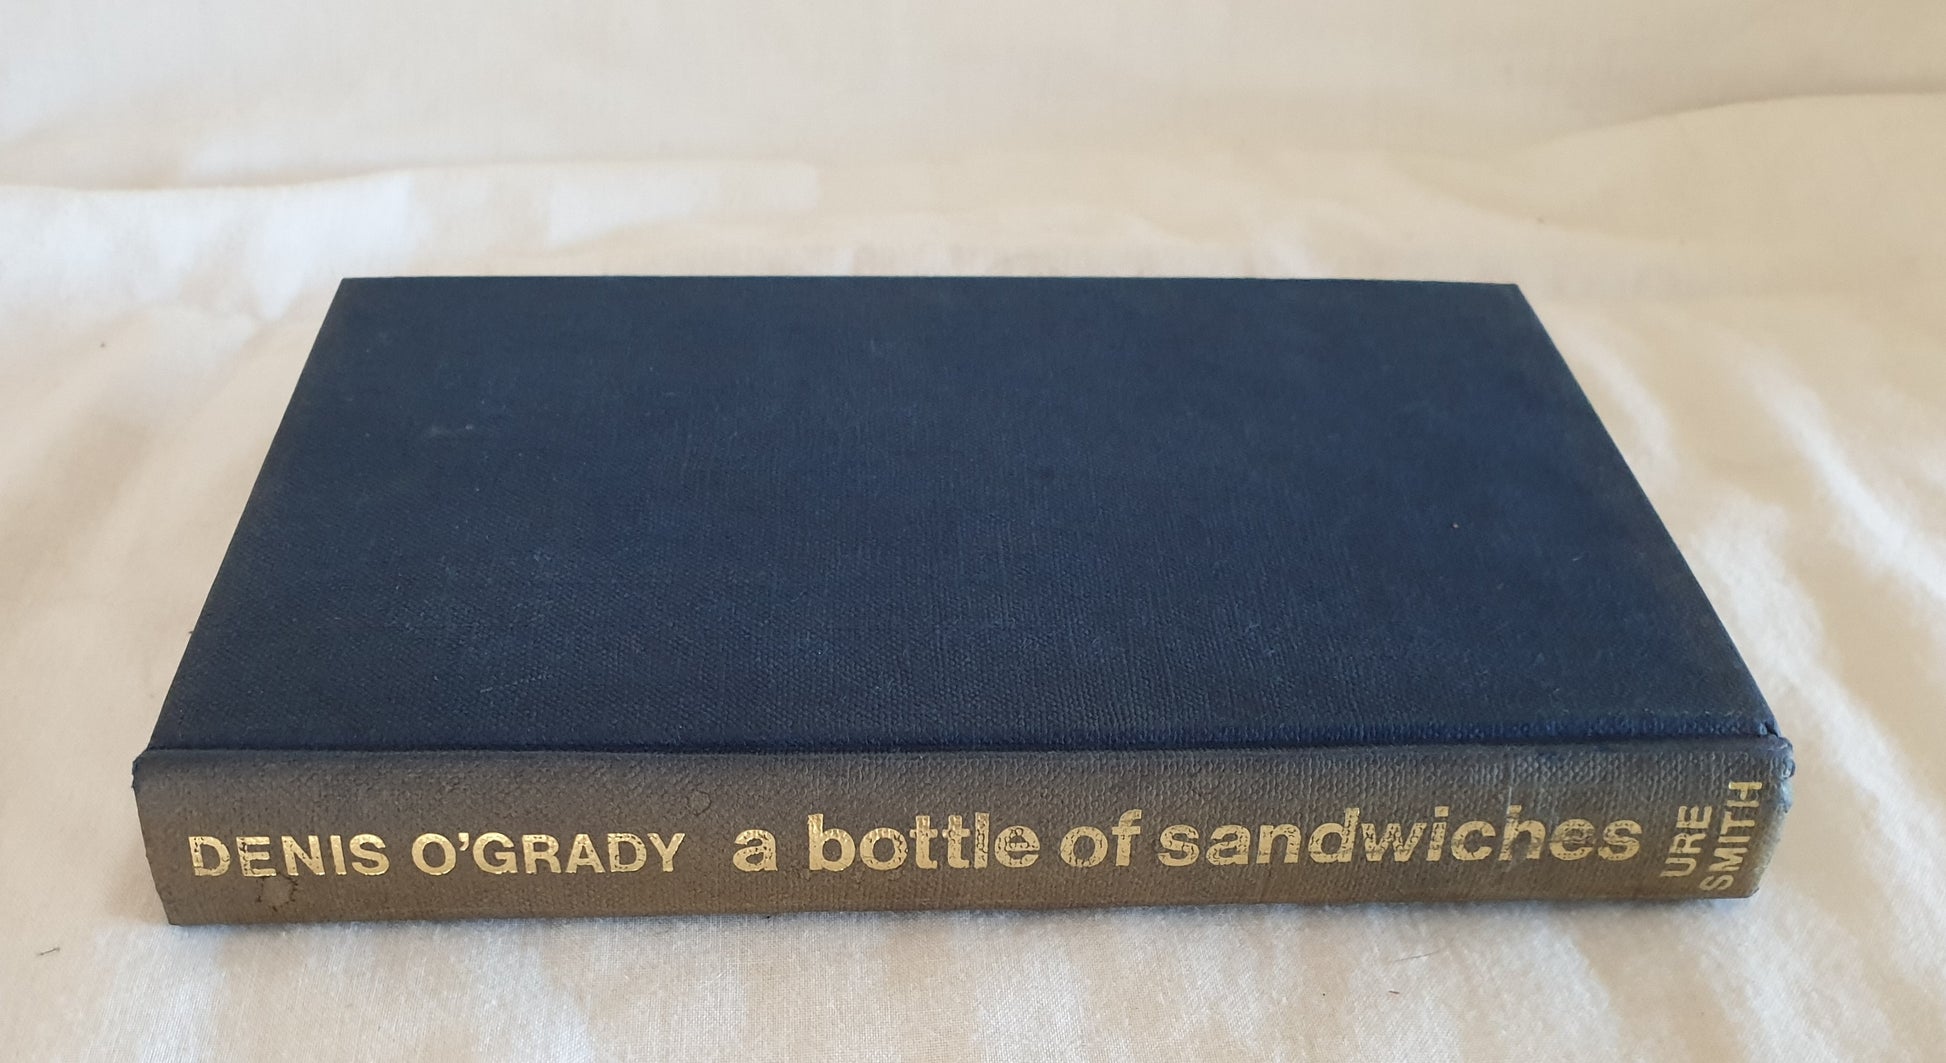 DENIS O'GRADY a bottle of sandwiches
URE
SMITH